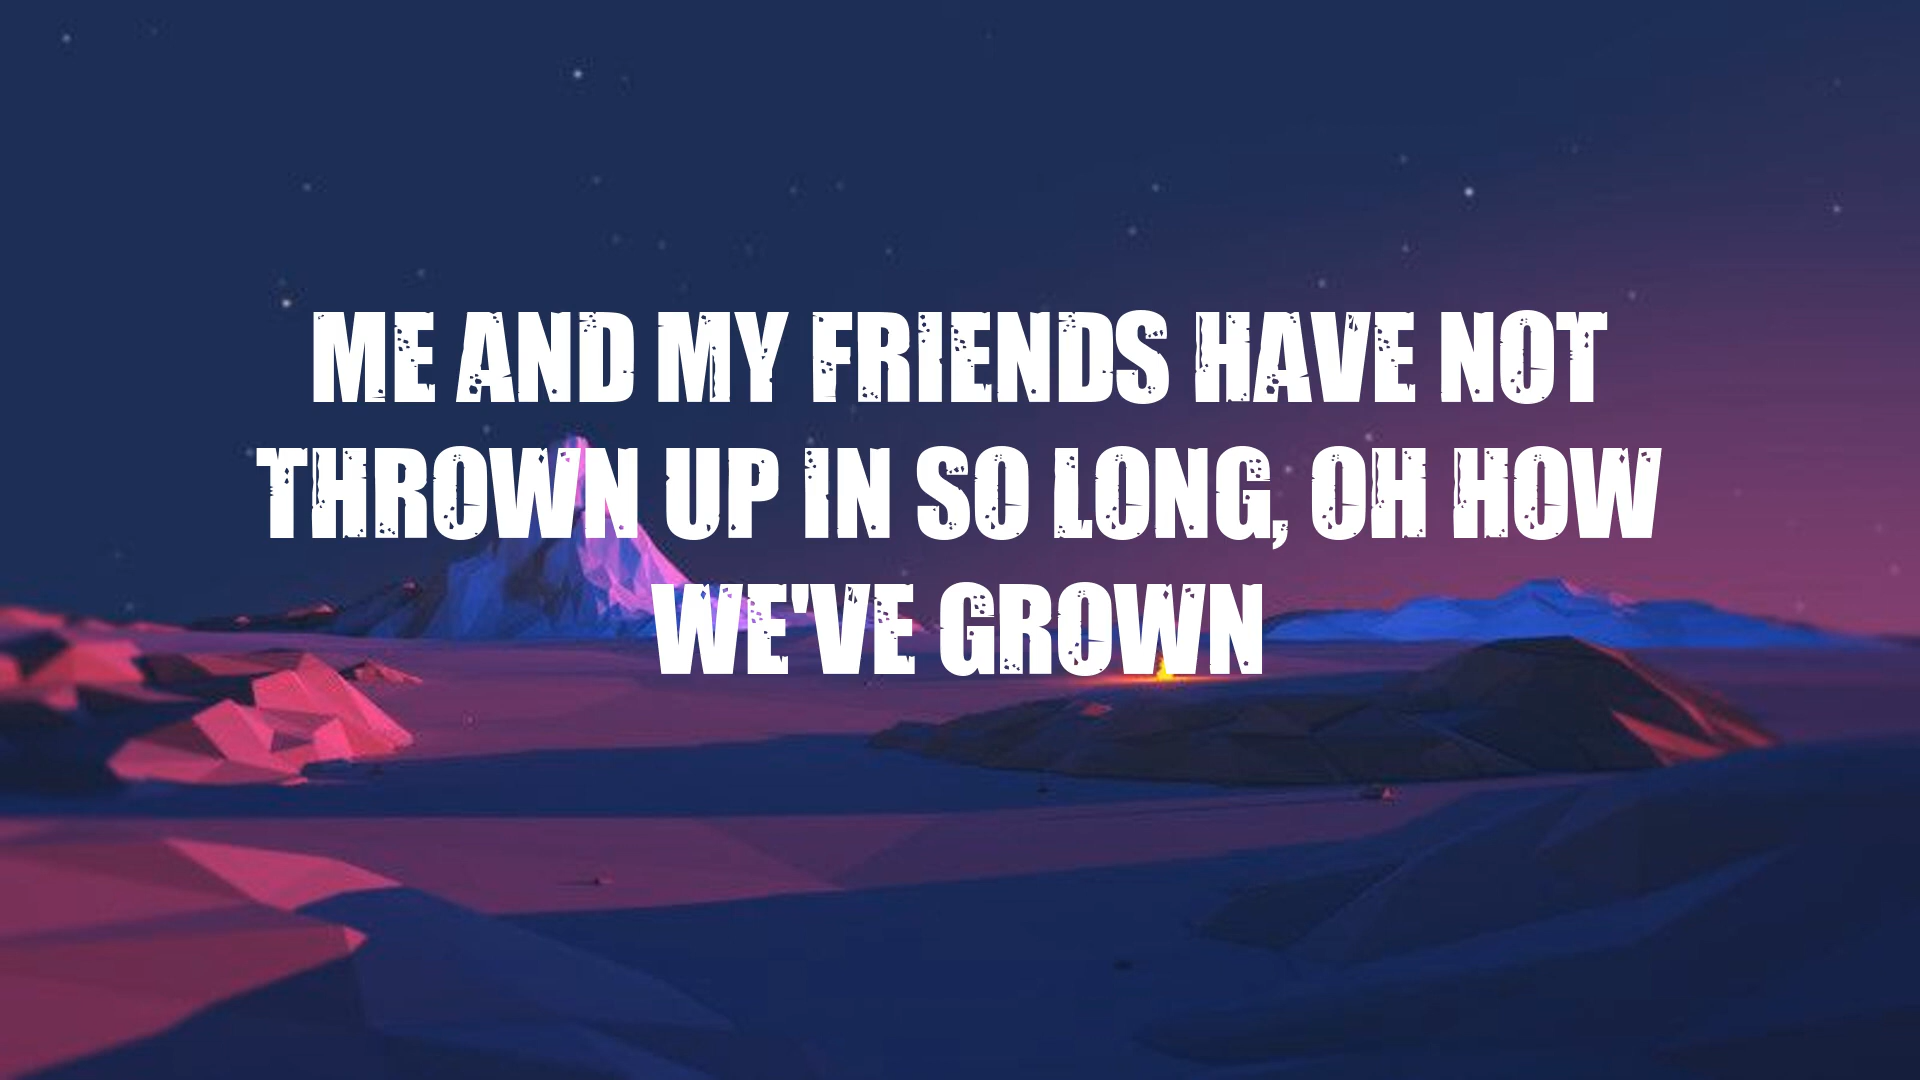 ME AND MY FRIENDS HAVE NOT
THROWN UP IN SO LONG, OH HOW
WE'VE GROWN